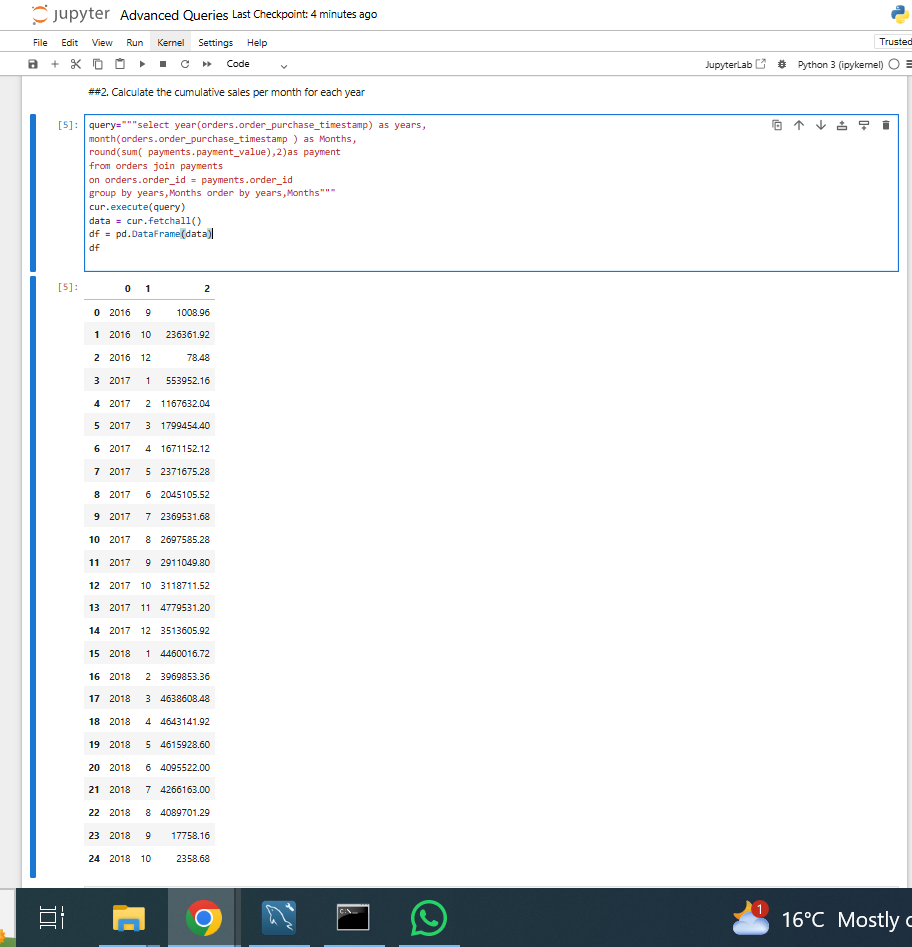 jupyter Advanced Queries Last Checkpoint: 4 minutes ago
File Edit View Run Kernel Settings Help
Trusted
Code
JupyterLab
Python 3 (ipykernel)
##2. Calculate the cumulative sales per month for each year
[5]:
query="""select year(orders.order_purchase_timestamp) as years,
month(orders.order_purchase_timestamp ) as Months,
round(sum( payments.payment_value),2)as payment
from orders join payments
on orders.order_id = payments.order_id
group by years,Months order by years,Months"""
cur.execute(query)
data = cur.fetchall()
df = pd.DataFrame(data)
df
[5]:
0 1 2
0 2016 9 1008.96
1 2016 10 236361.92
2 2016 12 78.48
3 2017 1 553952.16
4 2017 2 1167632.04
5 2017 3 1799454.40
6 2017 4 1671152.12
7 2017 5 2371675.28
8 2017 6 2045105.52
9 2017 7 2369531.68
10 2017 8 2697585.28
11 2017 9 2911049.80
12 2017 10 3118711.52
13 2017 11 4779531.20
14 2017 12 3513605.92
15 2018 1 4460016.72
16 2018 2 3969853.36
17 2018 3 4638608.48
18 2018 4 4643141.92
19 2018 5 4615928.60
20 2018 6 4095522.00
21 2018 7 4266163.00
22 2018 8 4089701.29
23 2018 9 17758.16
24 2018 10 2358.68
1
16°C Mostly c